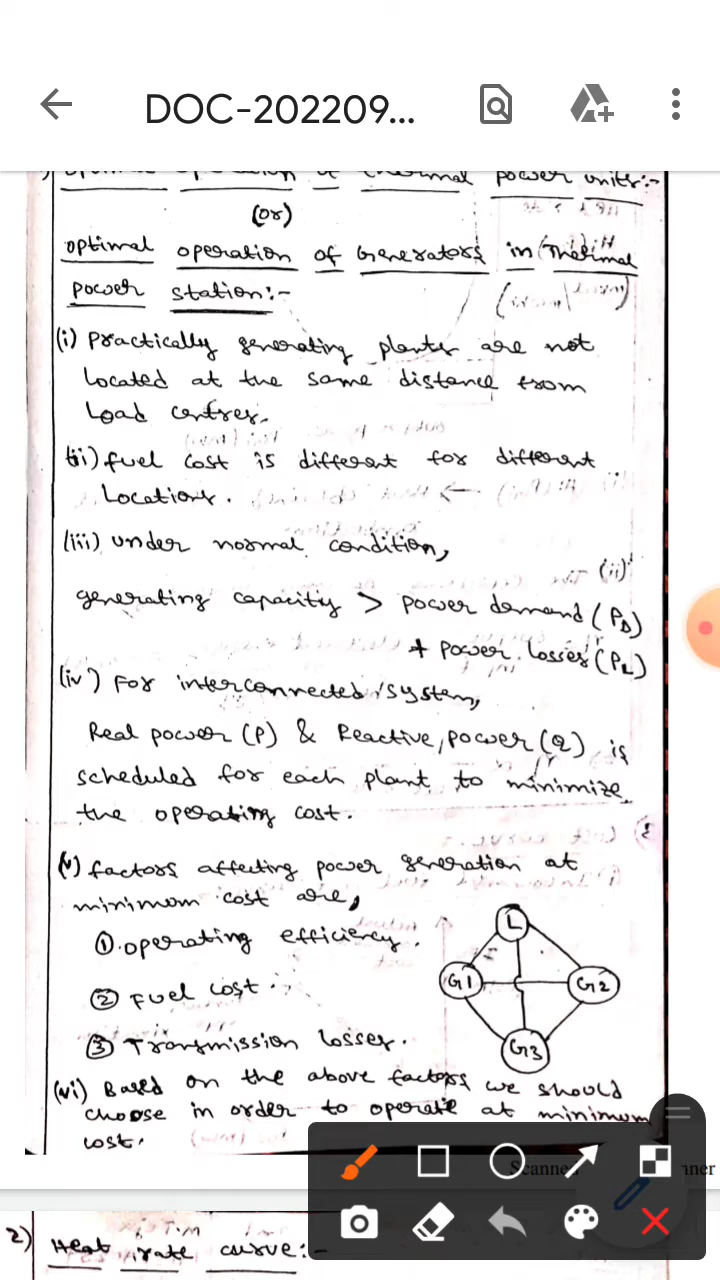 DOC-202209...
power units:-
(or)
optimal operation of Generators in Thermal
power station:-
(i) Practically generating plants are not
located at the same distance from
Load centres.
(ii) fuel cost is different for different
Locations.
(iii) under normal condition,
(ii)
generating capacity > power demand (PD)
+ power losses (PL)
(iv) For interconnected system,
Real power (P) & Reactive power (Q) is
scheduled for each plant to minimize
the operating cost.
(v) factors affecting power generation at
minimum cost are,
① operating efficiency.
② Fuel cost.
③ Transmission losses.
L
G1
G2
G3
(vi) Based on the above factors we should
choose in order to operate at minimum
cost.
Scanne
nner
2) Heat rate curve:-